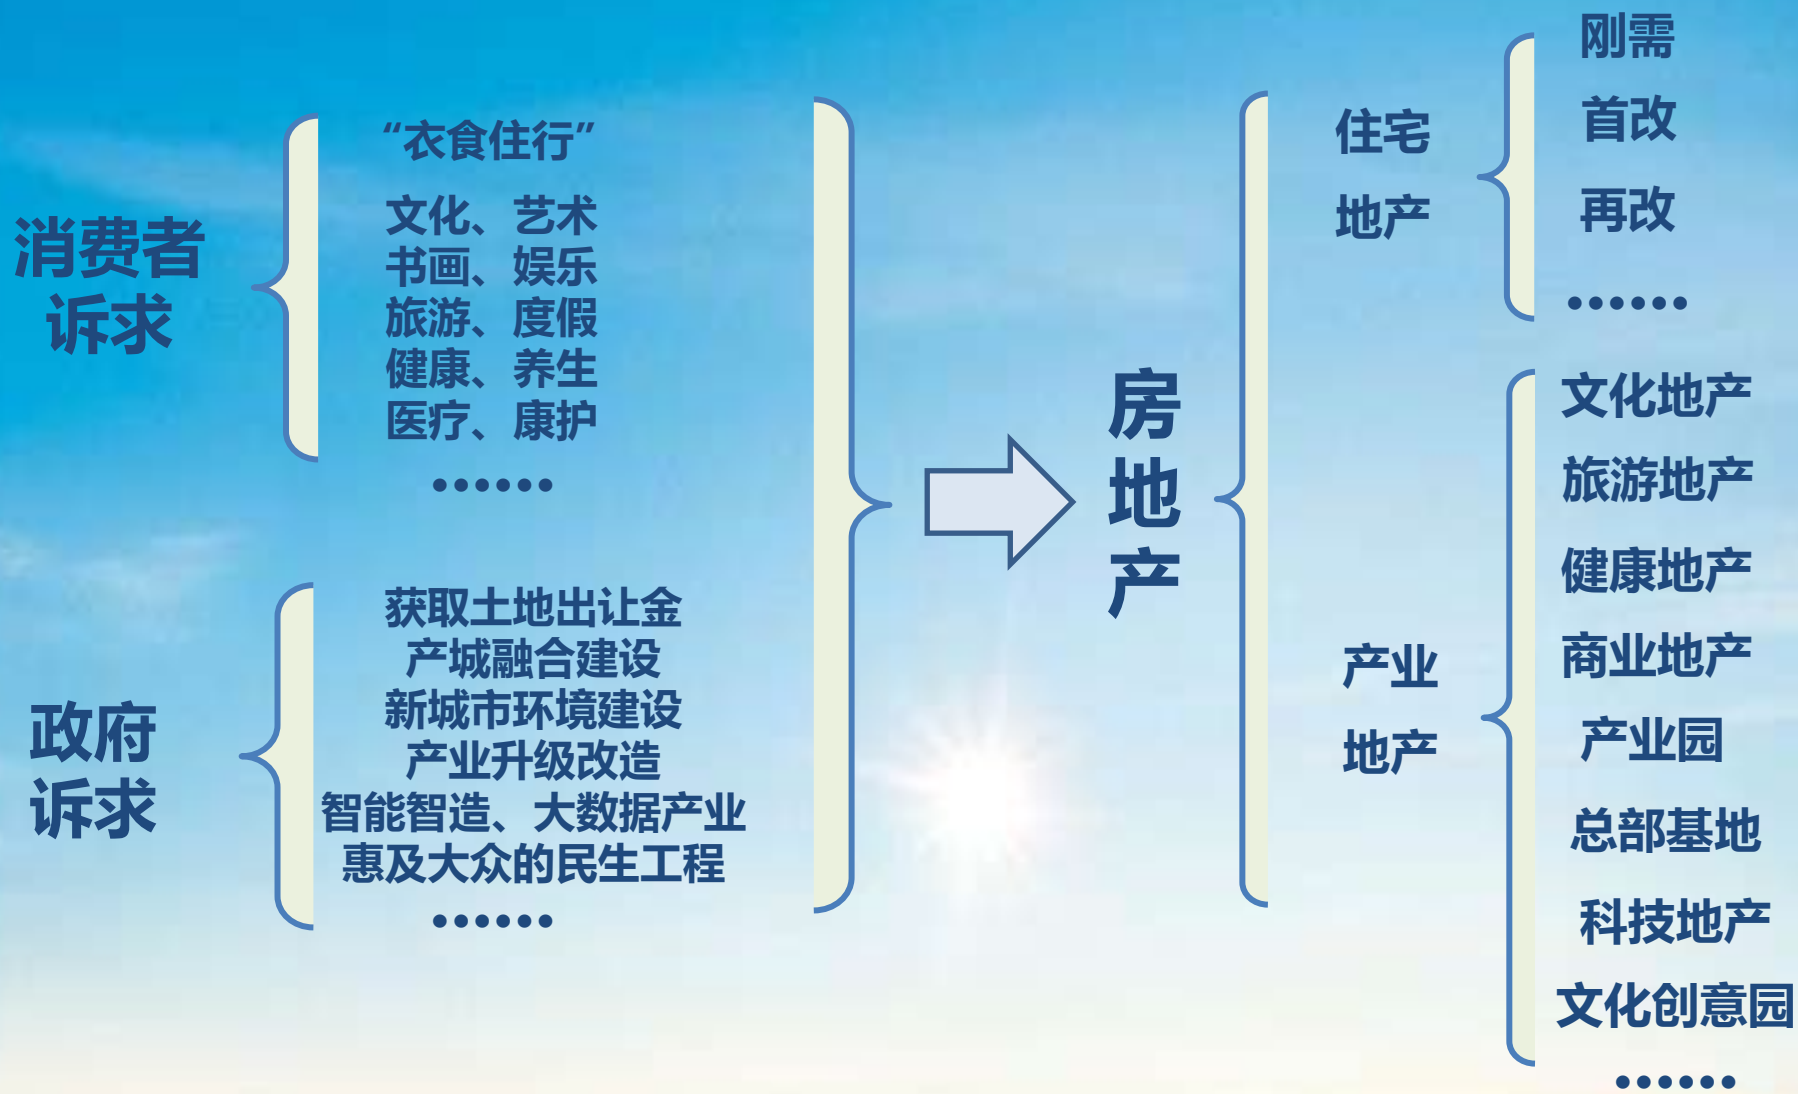 消费者
诉求
“衣食住行”
文化、艺术
书画、娱乐
旅游、度假
健康、养生
医疗、康护
······
政府
诉求
获取土地出让金
产城融合建设
新城市环境建设
产业升级改造
智能智造、大数据产业
惠及大众的民生工程
······
房
地
产
住宅
地产
刚需
首改
再改
······
产业
地产
文化地产
旅游地产
健康地产
商业地产
产业园
总部基地
科技地产
文化创意园
······